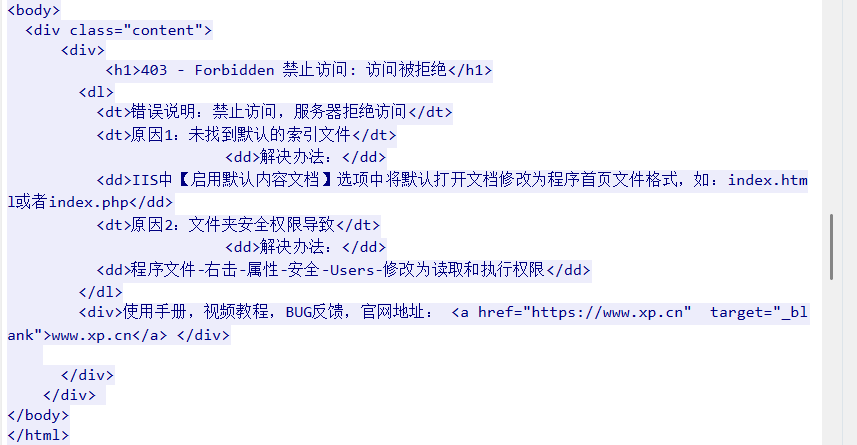 <body>
<div class="content">
<div>
<h1>403 - Forbidden 禁止访问: 访问被拒绝</h1>
<dl>
<dt>错误说明：禁止访问，服务器拒绝访问</dt>
<dt>原因1：未找到默认的索引文件</dt>
<dd>解决办法：</dd>
<dd>IIS中【启用默认内容文档】选项中将默认打开文档修改为程序首页文件格式，如：index.htm
l或者index.php</dd>
<dt>原因2：文件夹安全权限导致</dt>
<dd>解决办法：</dd>
<dd>程序文件-右击-属性-安全-Users-修改为读取和执行权限</dd>
</dl>
<div>使用手册，视频教程，BUG反馈，官网地址： <a href="https://www.xp.cn"  target="_bl
ank">www.xp.cn</a> </div>
</div>
</div>
</body>
</html>